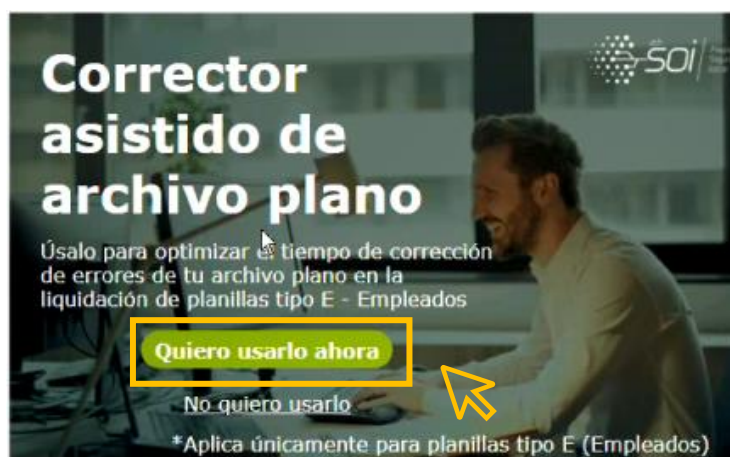 soi
Corrector
asistido de
archivo plano
Úsalo para optimizar el tiempo de corrección
de errores de tu archivo plano en la
liquidación de planillas tipo E - Empleados
Quiero usarlo ahora
No quiero usarlo
*Aplica únicamente para planillas tipo E (Empleados)